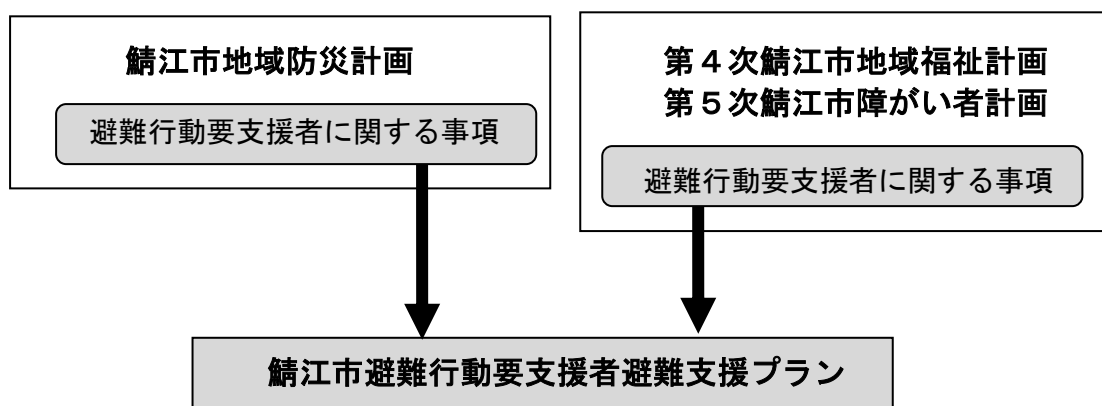 鯖江市地域防災計画
避難行動要支援者に関する事項
第４次鯖江市地域福祉計画
第５次鯖江市障がい者計画
避難行動要支援者に関する事項
鯖江市避難行動要支援者避難支援プラン